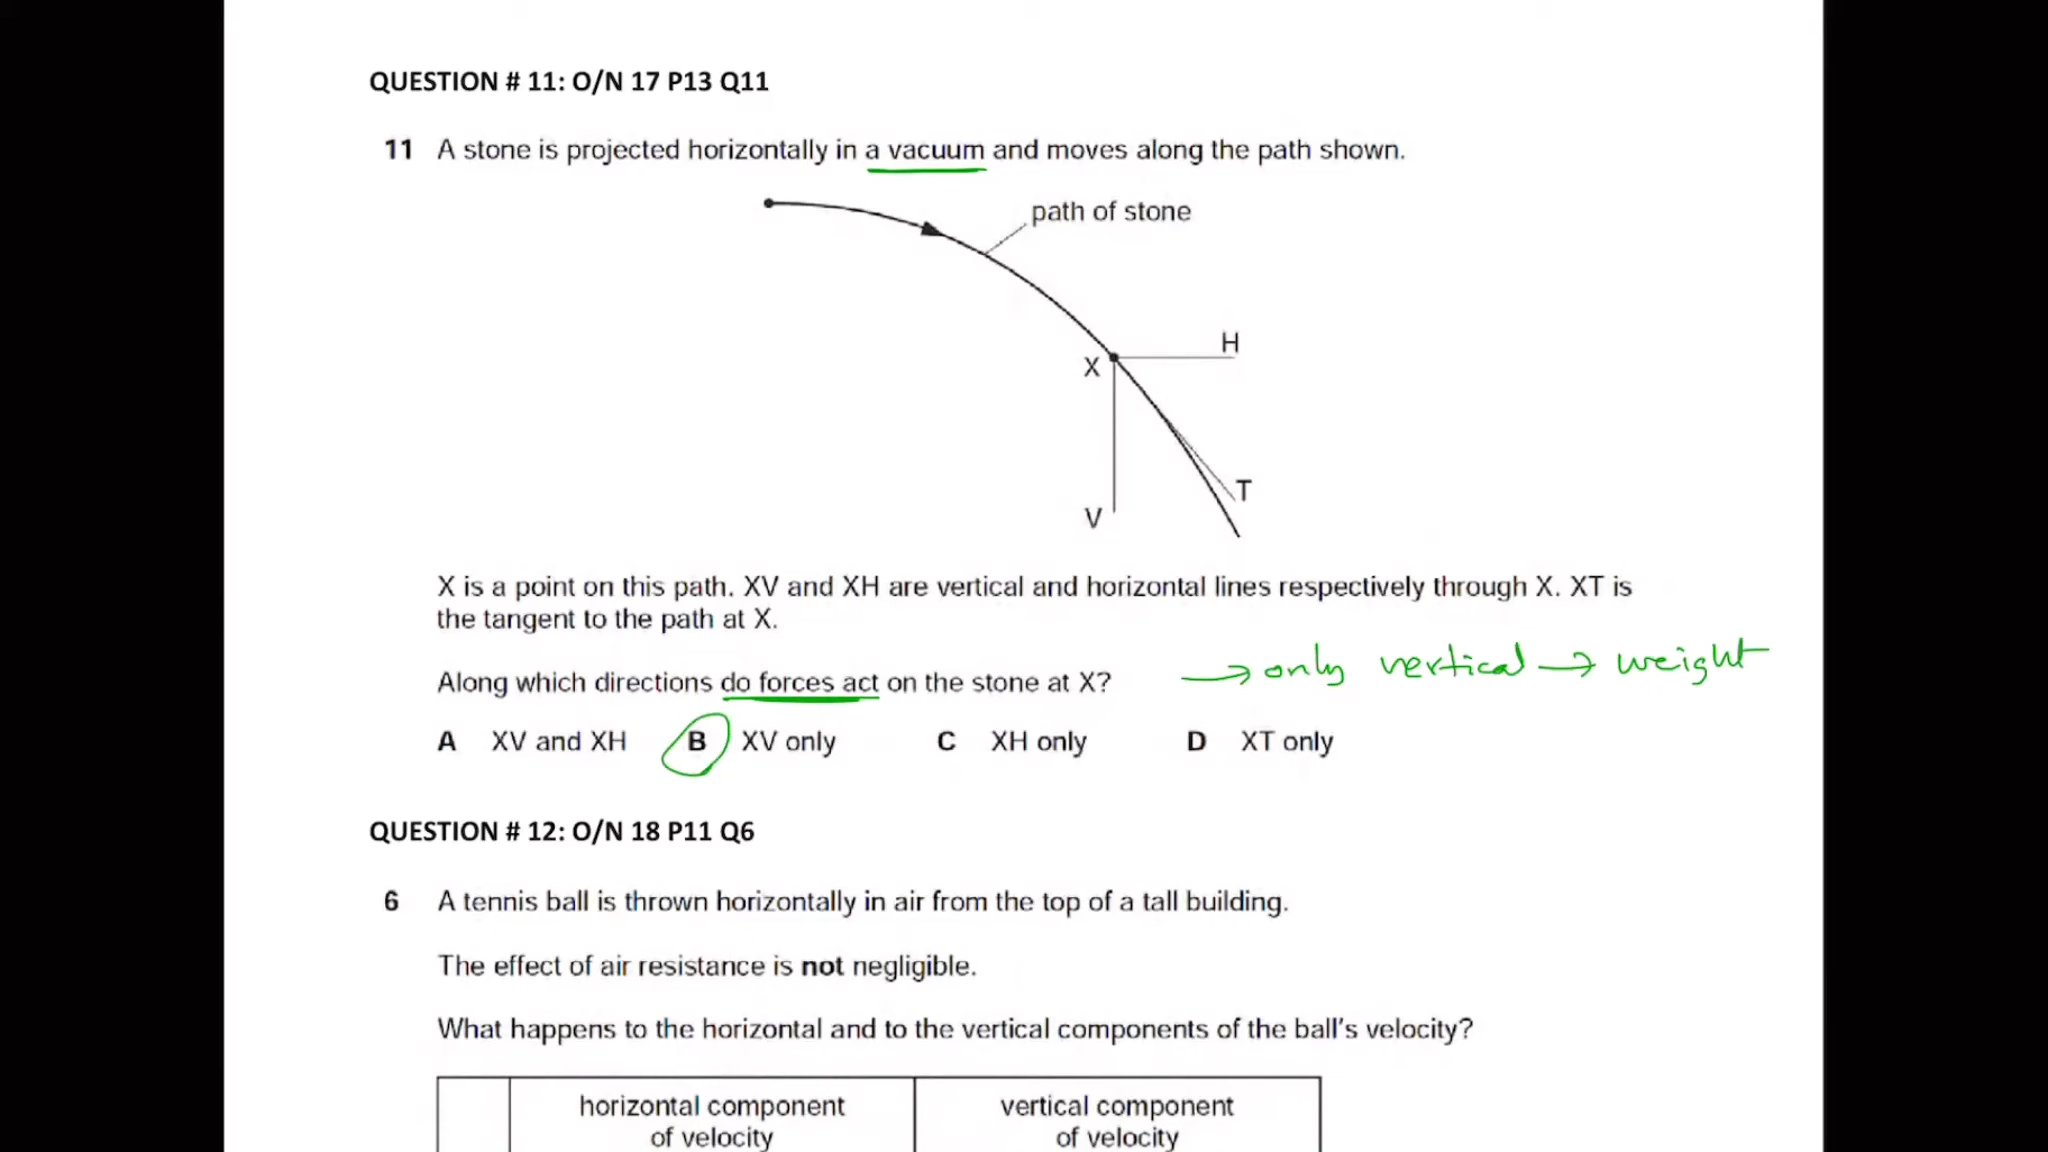 QUESTION # 11: O/N 17 P13 Q11
11 A stone is projected horizontally in a vacuum and moves along the path shown.
path of stone
H
X
T
V
X is a point on this path. XV and XH are vertical and horizontal lines respectively through X. XT is
the tangent to the path at X.
→ only vertical → weight
Along which directions do forces act on the stone at X?
A XV and XH B XV only C XH only D XT only
QUESTION # 12: O/N 18 P11 Q6
6 A tennis ball is thrown horizontally in air from the top of a tall building.
The effect of air resistance is not negligible.
What happens to the horizontal and to the vertical components of the ball's velocity?
horizontal component vertical component
of velocity of velocity